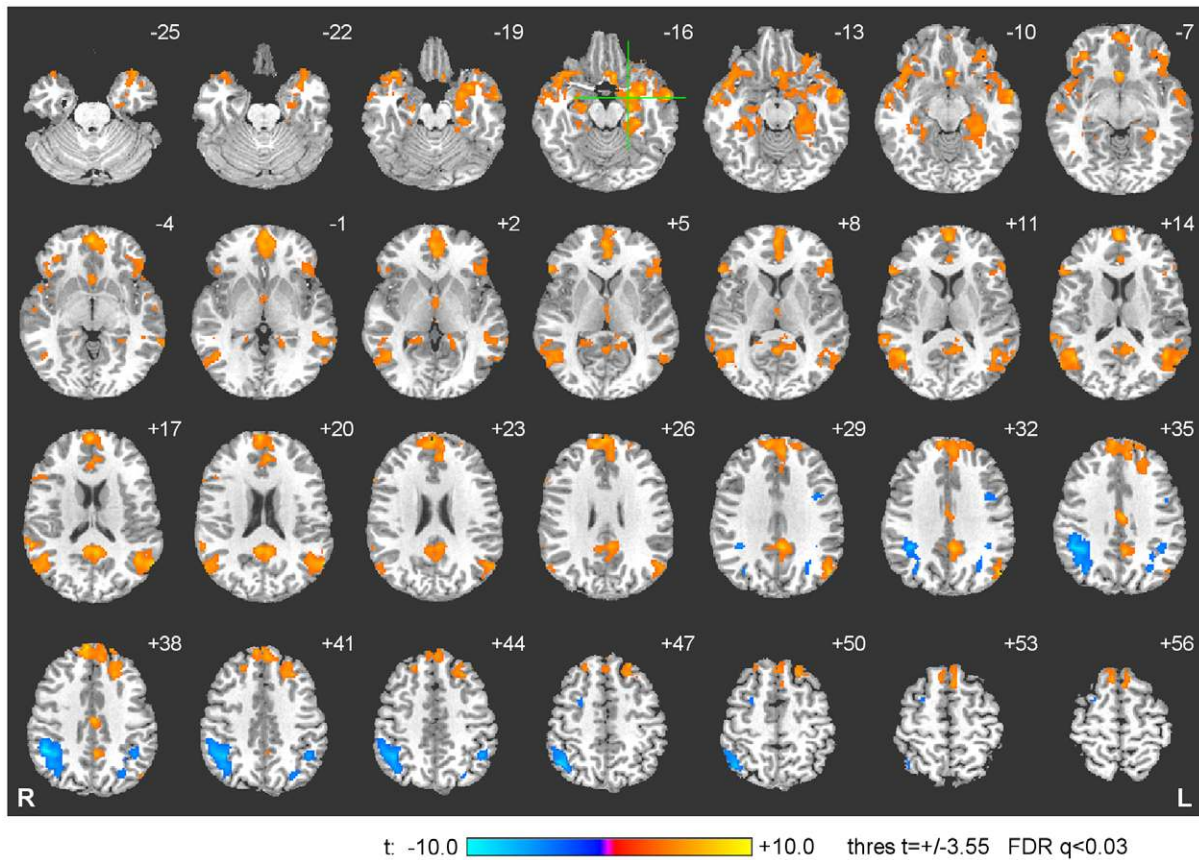 -25 -22 -19 -16 -13 -10 -7
-4 -1 +2 +5 +8 +11 +14
+17 +20 +23 +26 +29 +32 +35
+38 +41 +44 +47 +50 +53 +56
R L
t: -10.0 +10.0 thres t=+/-3.55 FDR q<0.03